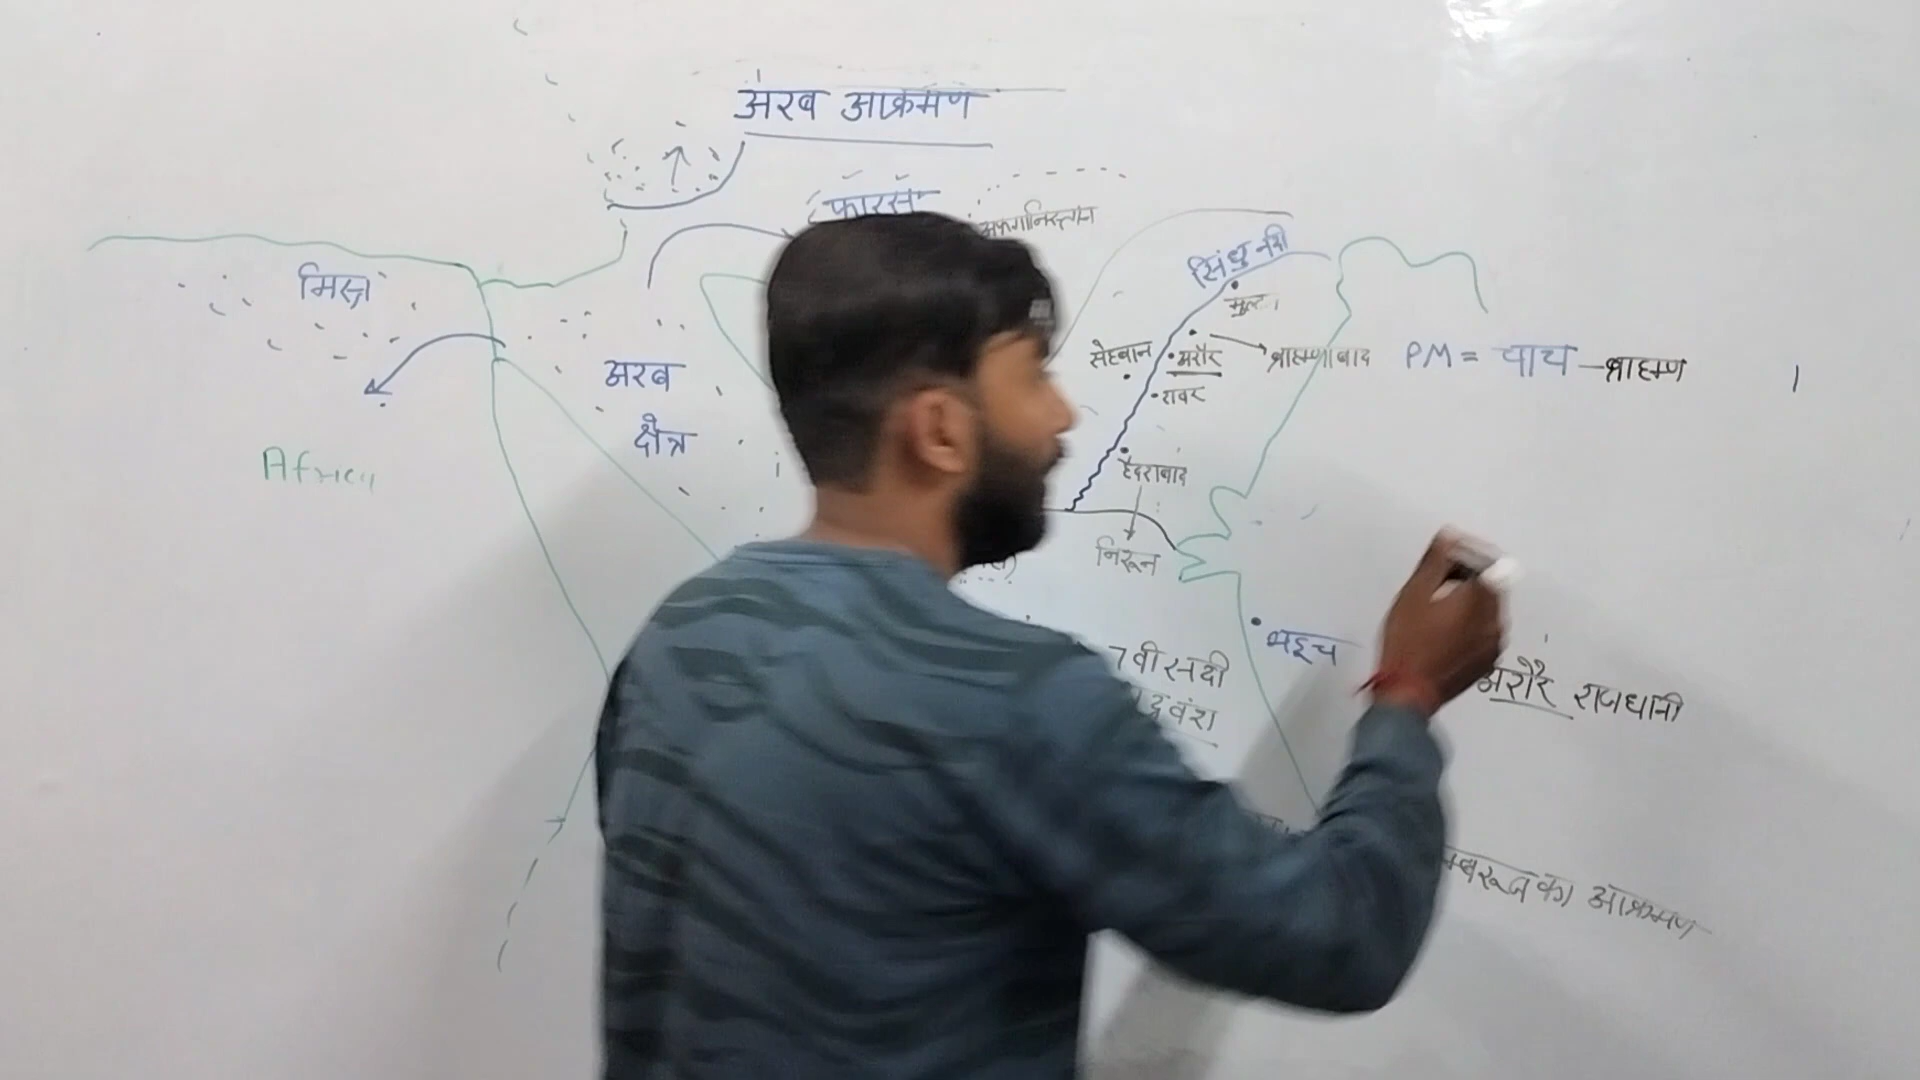 अरब आक्रमण
फारस
अफगानिस्तान
सिंधु नदी
मिस्र
सेहवान
अरौर
ब्राह्मणाबाद
PM = चाच - ब्राह्मण
अरब
क्षेत्र
रावर
Africa
हैदराबाद
निरून
भड़च
7वी सदी
वंश
अरोर राजधानी
का आक्रमण